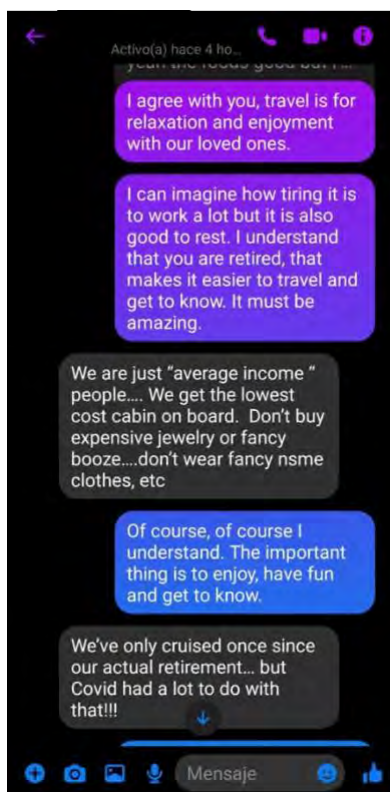 Activo(a) hace 4 ho...
yeah the foods good but I ...
I agree with you, travel is for
relaxation and enjoyment
with our loved ones.
I can imagine how tiring it is
to work a lot but it is also
good to rest. I understand
that you are retired, that
makes it easier to travel and
get to know. It must be
amazing.
We are just “average income “
people…. We get the lowest
cost cabin on board.  Don’t buy
expensive jewelry or fancy
booze….don’t wear fancy nsme
clothes, etc
Of course, of course I
understand. The important
thing is to enjoy, have fun
and get to know.
We’ve only cruised once since
our actual retirement… but
Covid had a lot to do with
that!!!
Mensaje